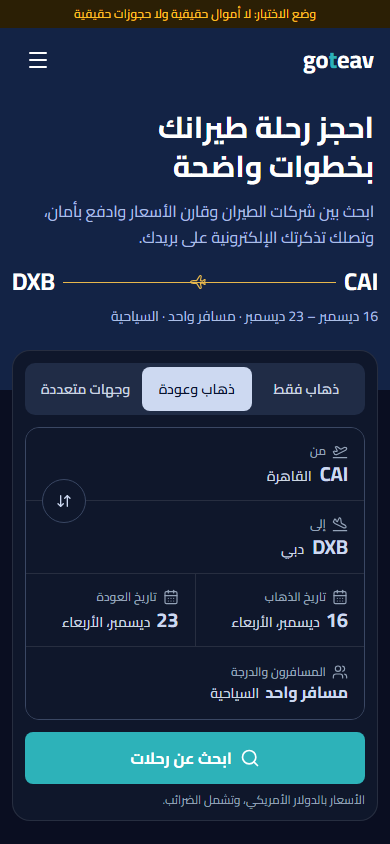 وضع الاختبار: لا أموال حقيقية ولا حجوزات حقيقية
goteav
احجز رحلة طيرانك
بخطوات واضحة
ابحث بين شركات الطيران وقارن الأسعار وادفع بأمان،
وتصلك تذكرتك الإلكترونية على بريدك.
CAI
DXB
16 ديسمبر – 23 ديسمبر · مسافر واحد · السياحية
ذهاب فقط
ذهاب وعودة
وجهات متعددة
من
CAI القاهرة
إلى
DXB دبي
تاريخ الذهاب
16 ديسمبر، الأربعاء
تاريخ العودة
23 ديسمبر، الأربعاء
المسافرون والدرجة
مسافر واحد السياحية
ابحث عن رحلات
الأسعار بالدولار الأمريكي، وتشمل الضرائب.